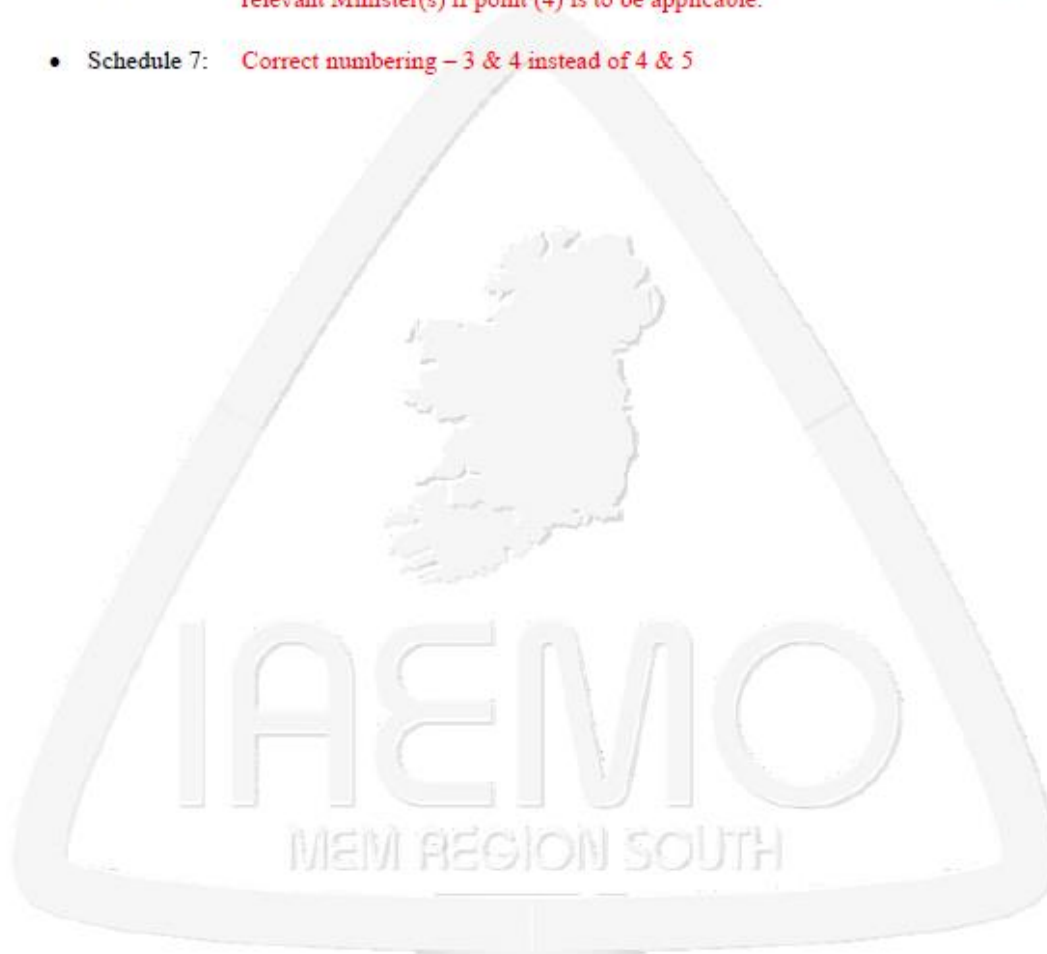 relevant Minister(s) if point (4) is to be applicable.
• Schedule 7: Correct numbering – 3 & 4 instead of 4 & 5
IAEMO
MEM REGION SOUTH